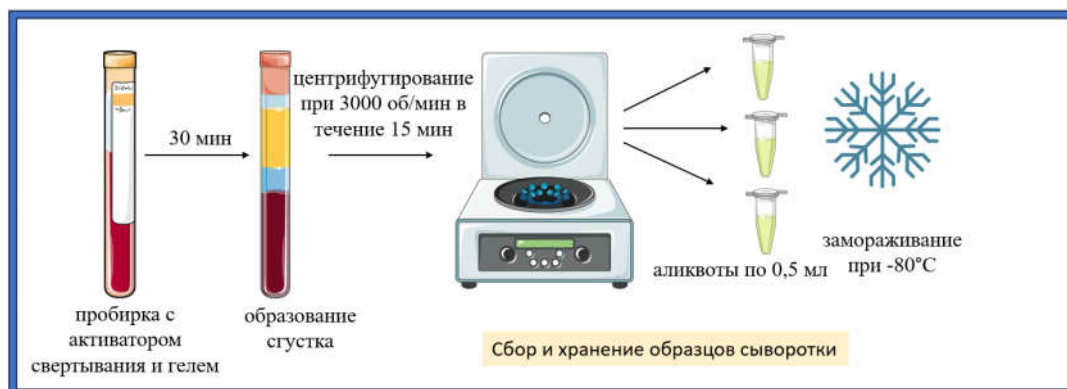 пробирка с
активатором
свертывания и гелем
30 мин
образование
сгустка
центрифугирование
при 3000 об/мин в
течение 15 мин
аликвоты по 0,5 мл
замораживание
при -80°C
Сбор и хранение образцов сыворотки